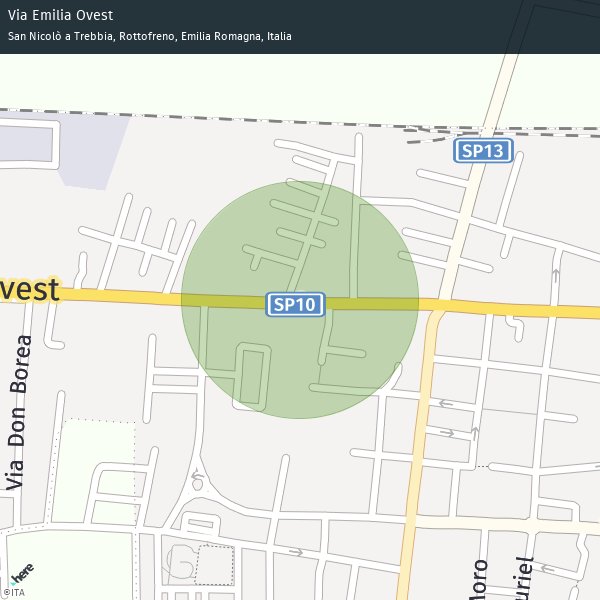 Via Emilia Ovest
San Nicolò a Trebbia, Rottofreno, Emilia Romagna, Italia
SP13
vest
SP10
Via Don Borea
Moro
uriel
here
©ITA